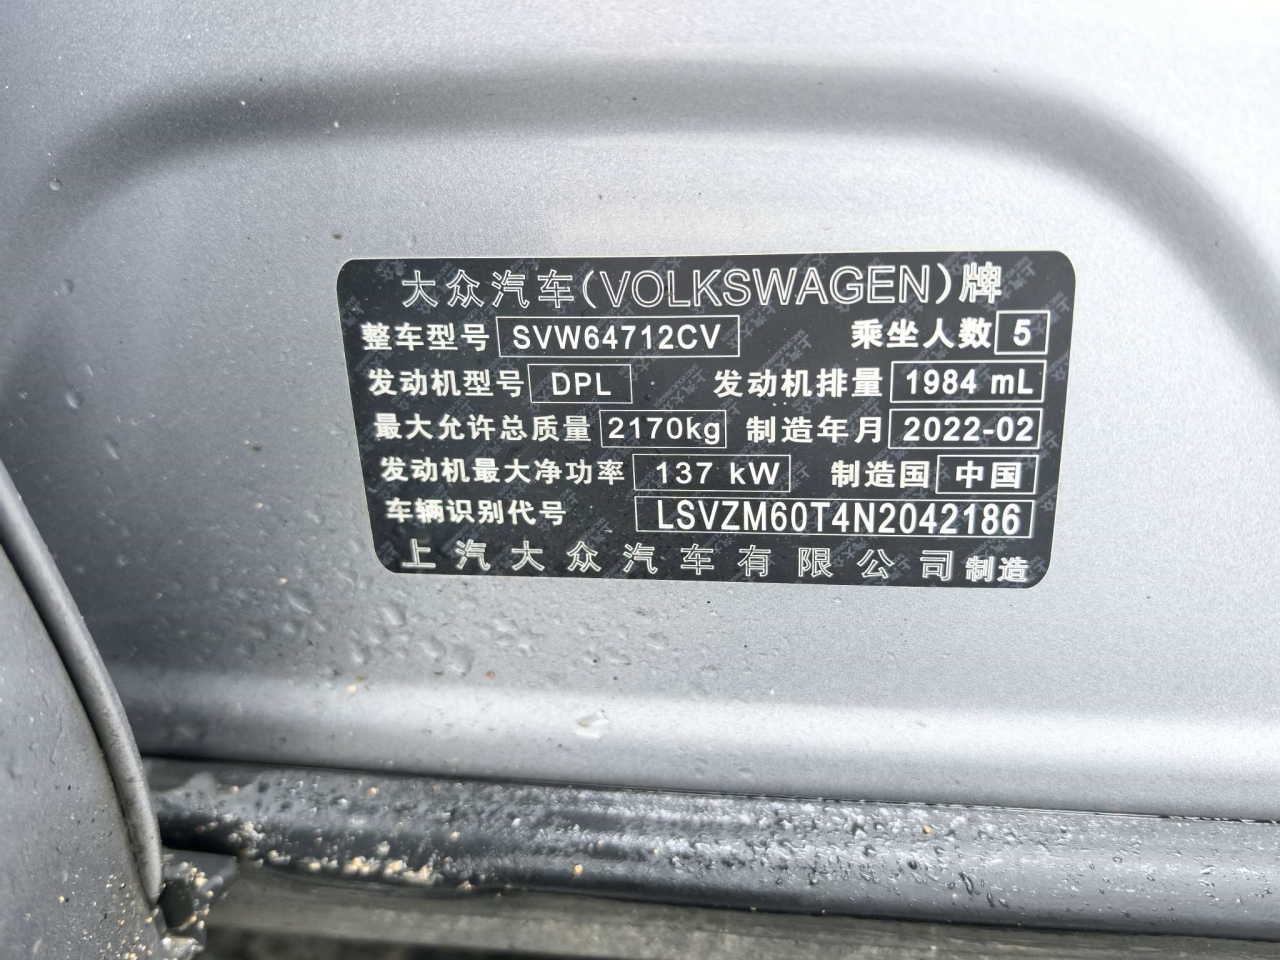 大众汽车(VOLKSWAGEN)牌
整车型号 SVW64712CV 乘坐人数 5
发动机型号 DPL 发动机排量 1984 mL
最大允许总质量 2170kg 制造年月 2022-02
发动机最大净功率 137 kW 制造国 中国
车辆识别代号 LSVZM60T4N2042186
上汽大众汽车有限公司制造